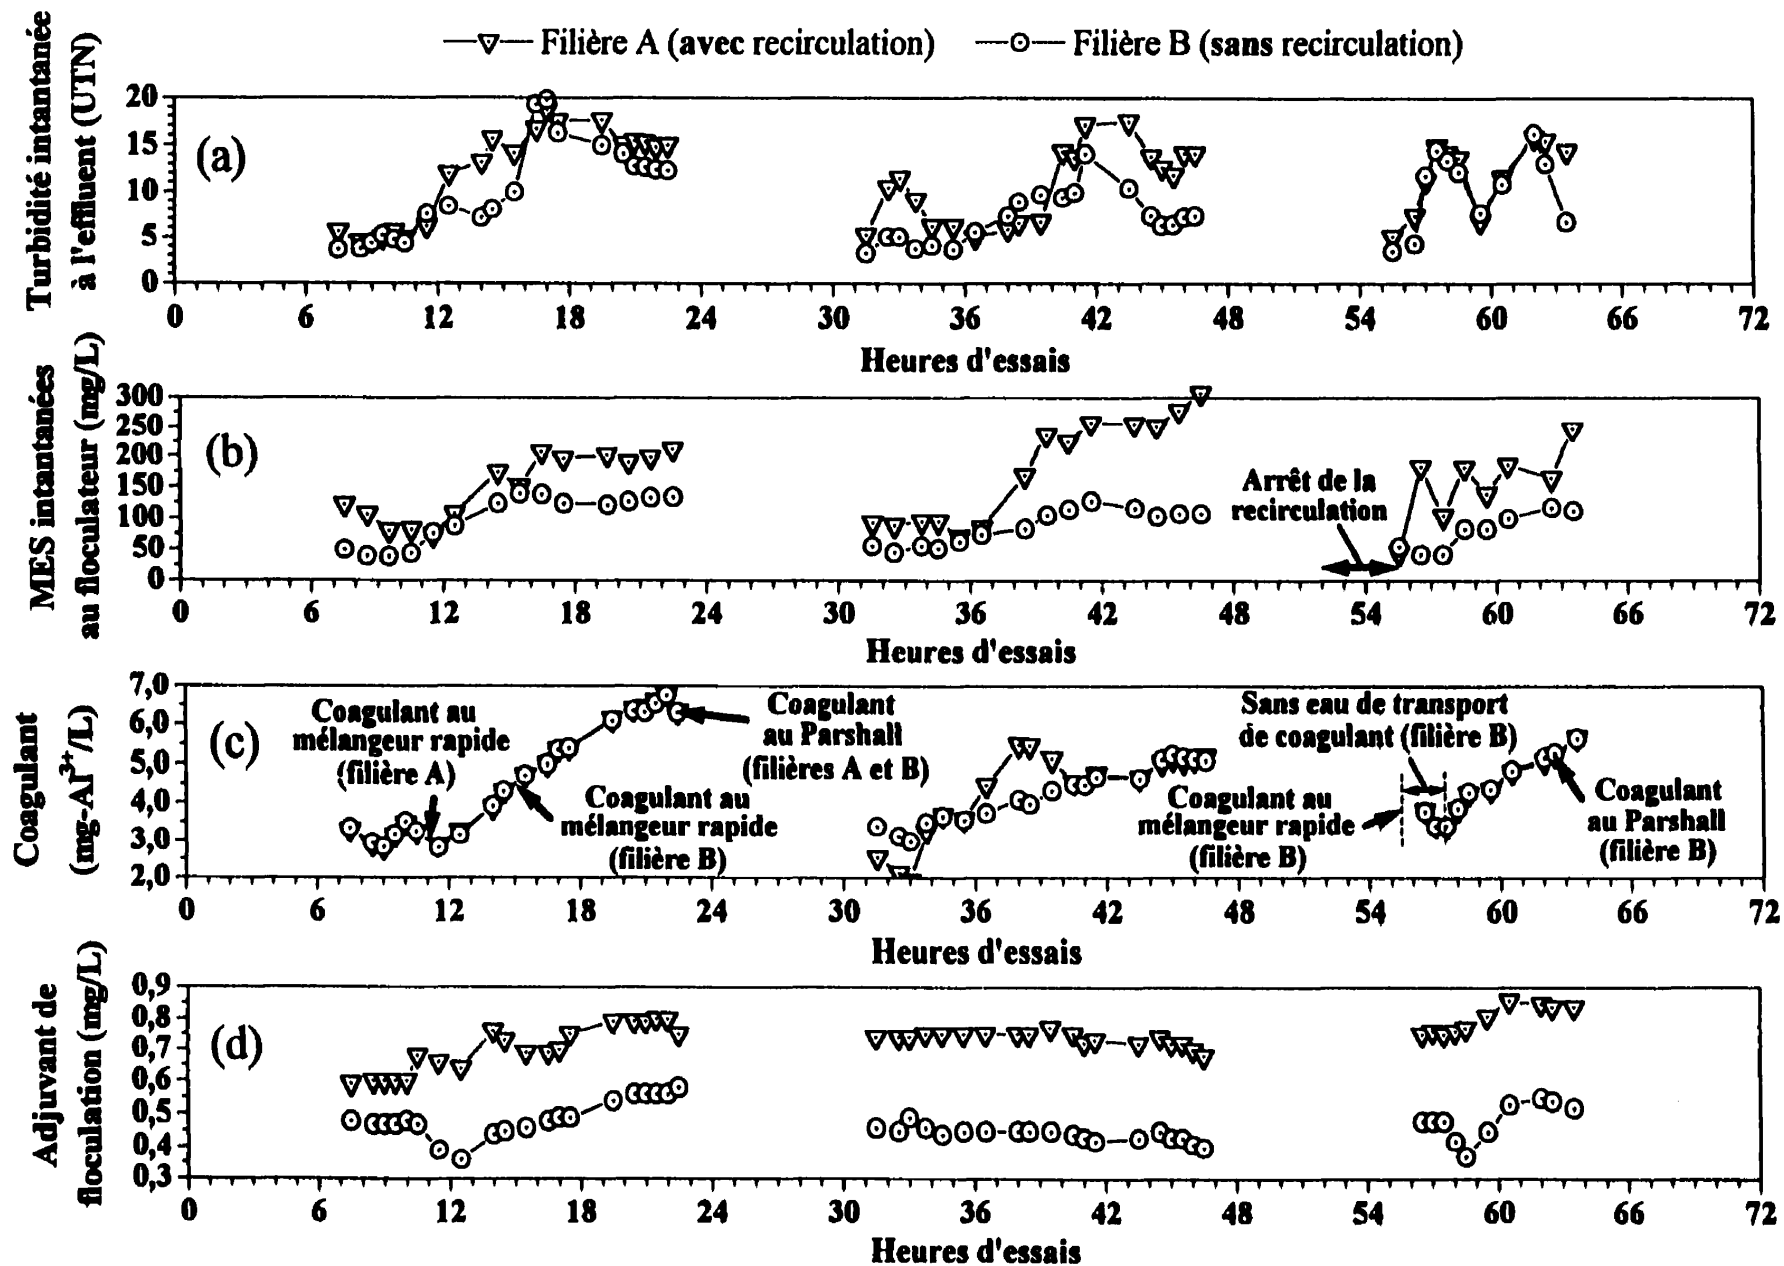 Filière A (avec recirculation) Filière B (sans recirculation)
Turbidité intantanée
à l'effluent (UTN)
20
15
10
5
0
(a)
0 6 12 18 24 30 36 42 48 54 60 66 72
Heures d'essais
MES intantanées
au floculateur (mg/L)
300
250
200
150
100
50
0
(b)
Arrêt de la
recirculation
0 6 12 18 24 30 36 42 48 54 60 66 72
Heures d'essais
Coagulant
(mg-Al³⁺/L)
7,0
6,0
5,0
4,0
3,0
2,0
(c)
Coagulant au
mélangeur rapide
(filière A)
Coagulant au
mélangeur rapide
(filière B)
Coagulant
au Parshall
(filières A et B)
Sans eau de transport
de coagulant (filière B)
Coagulant au
mélangeur rapide
(filière B)
Coagulant
au Parshall
(filière B)
0 6 12 18 24 30 36 42 48 54 60 66 72
Heures d'essais
Adjuvant de
floculation (mg/L)
0,9
0,8
0,7
0,6
0,5
0,4
0,3
(d)
0 6 12 18 24 30 36 42 48 54 60 66 72
Heures d'essais